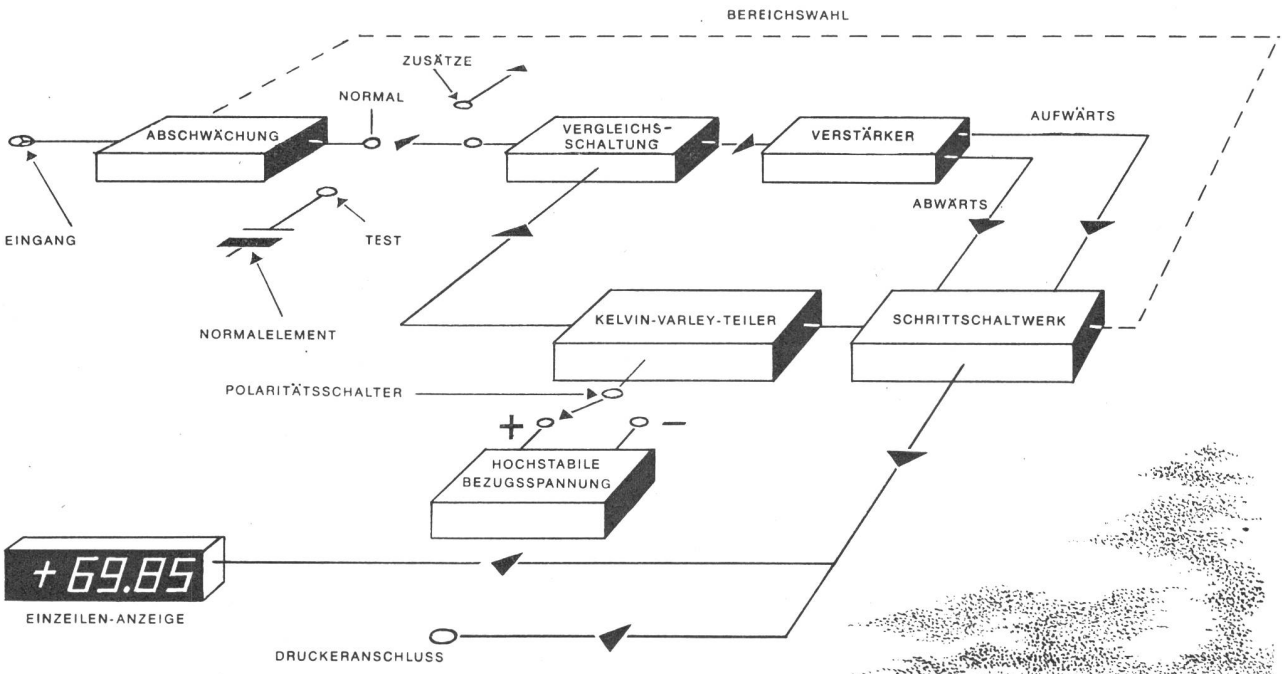 BEREICHSWAHL
ZUSÄTZE
NORMAL
ABSCHWÄCHUNG
VERGLEICHS-
SCHALTUNG
VERSTÄRKER
AUFWÄRTS
ABWÄRTS
EINGANG
TEST
NORMALELEMENT
KELVIN-VARLEY-TEILER
SCHRITTSCHALTWERK
POLARITÄTSSCHALTER
+ −
HOCHSTABILE
BEZUGSSPANNUNG
+ 69.85
EINZEILEN-ANZEIGE
DRUCKERANSCHLUSS